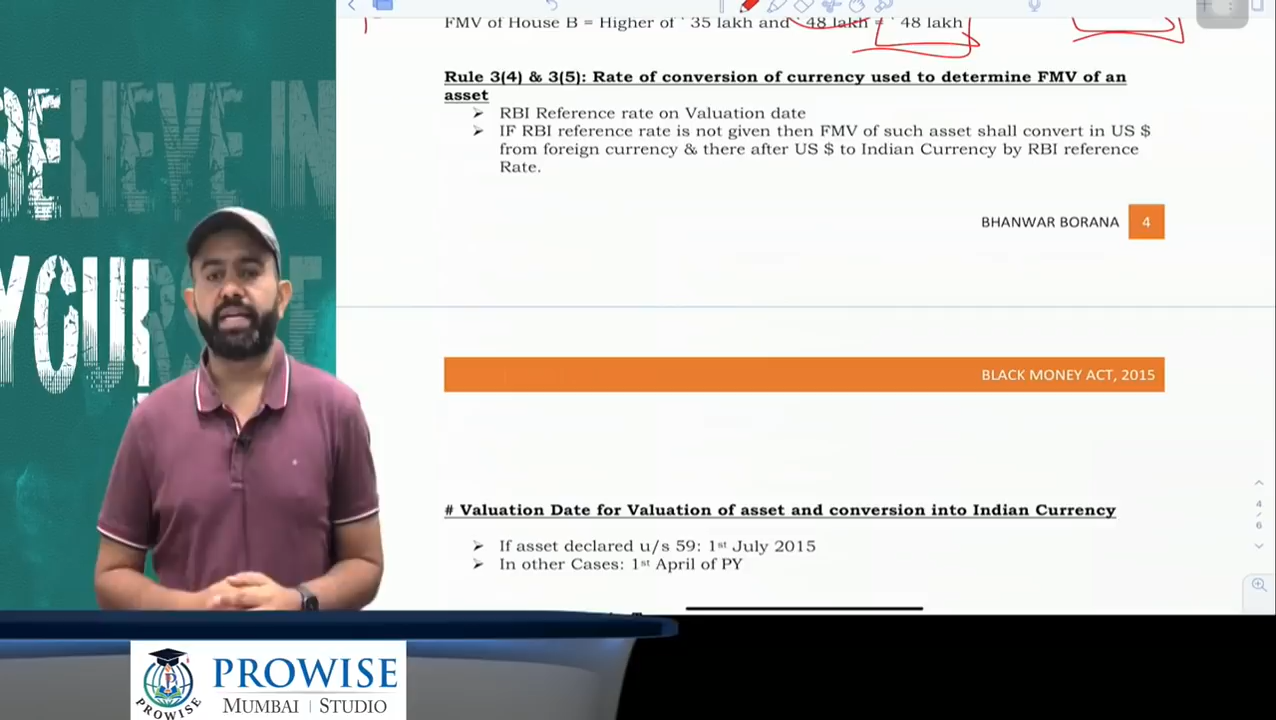 FMV of House B = Higher of ` 35 lakh and ` 48 lakh = ` 48 lakh
Rule 3(4) & 3(5): Rate of conversion of currency used to determine FMV of an
asset
➢ RBI Reference rate on Valuation date
➢ IF RBI reference rate is not given then FMV of such asset shall convert in US $
from foreign currency & there after US $ to Indian Currency by RBI reference
Rate.
BHANWAR BORANA 4
BLACK MONEY ACT, 2015
# Valuation Date for Valuation of asset and conversion into Indian Currency
➢ If asset declared u/s 59: 1st July 2015
➢ In other Cases: 1st April of PY
4
/
6
BELIEVE IN
PROWISE
MUMBAI | STUDIO
PROWISE